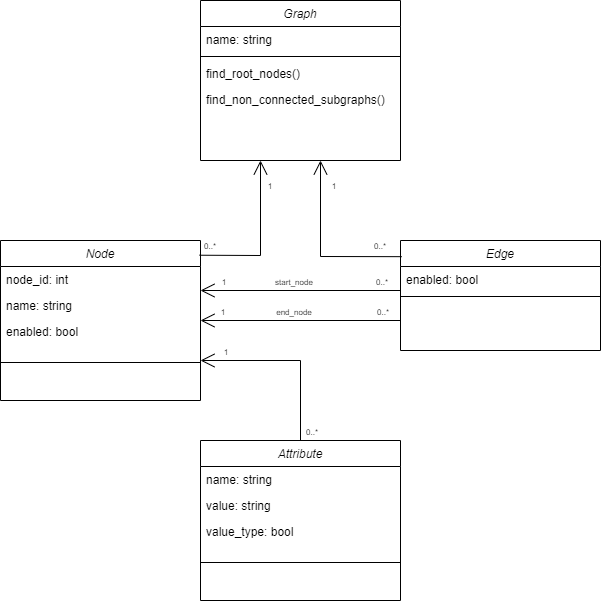 Graph
name: string
find_root_nodes()
find_non_connected_subgraphs()
1
1
0..*
0..*
Node
node_id: int
name: string
enabled: bool
Edge
enabled: bool
1
start_node
0..*
1
end_node
0..*
1
0..*
Attribute
name: string
value: string
value_type: bool